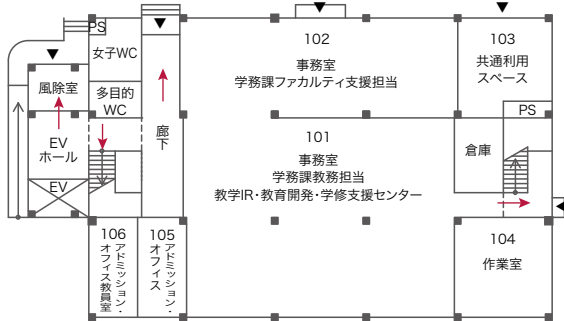 PS
女子WC
多目的
WC
風除室
EV
ホール
EV
廊下
102
事務室
学務課ファカルティ支援担当
103
共通利用
スペース
PS
101
事務室
学務課教務担当
教学IR・教育開発・学修支援センター
倉庫
106
アドミッション・
オフィス教員室
105
アドミッション・
オフィス
104
作業室